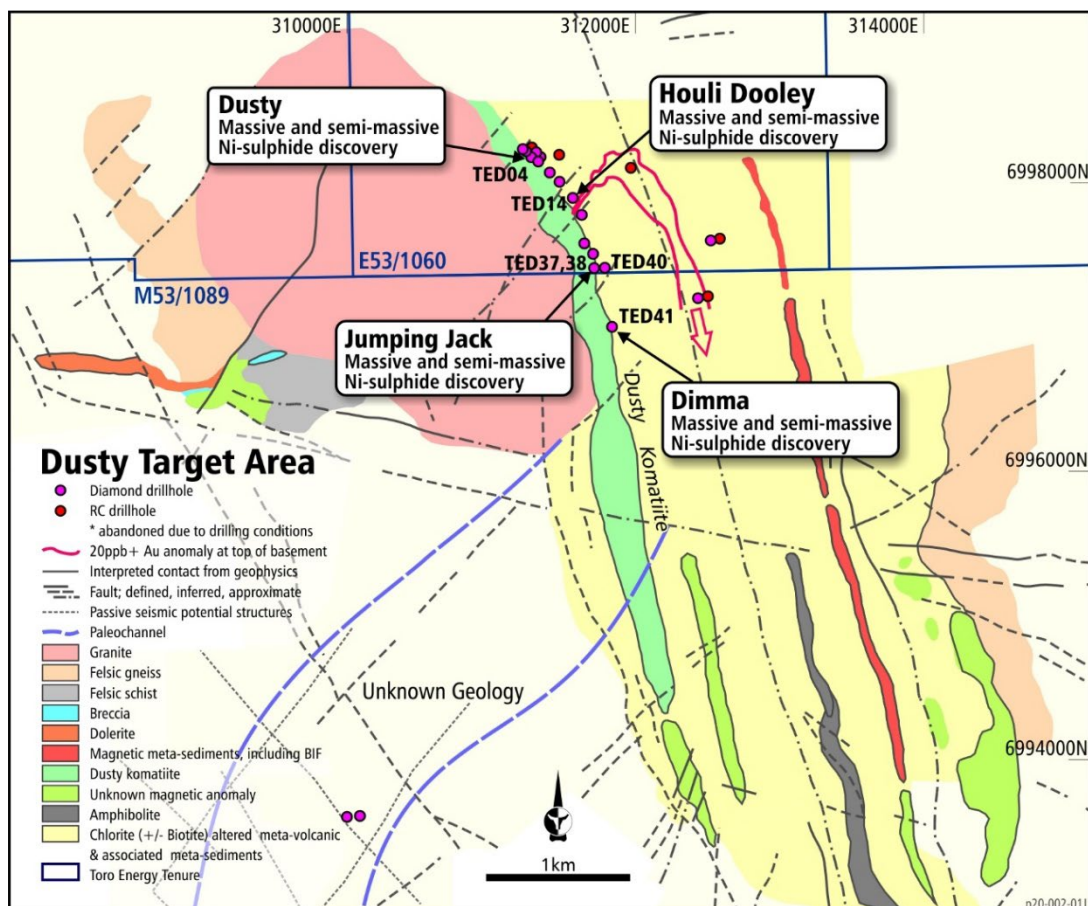 310000E
312000E
314000E
Dusty
Massive and semi-massive
Ni-sulphide discovery
Houli Dooley
Massive and semi-massive
Ni-sulphide discovery
6998000N
TED04
TED14
E53/1060
TED37,38
TED40
M53/1089
TED41
Jumping Jack
Massive and semi-massive
Ni-sulphide discovery
Dimma
Massive and semi-massive
Ni-sulphide discovery
Dusty Komatiite
6996000N
Dusty Target Area
Diamond drillhole
RC drillhole
* abandoned due to drilling conditions
20ppb+ Au anomaly at top of basement
Interpreted contact from geophysics
Fault; defined, inferred, approximate
Passive seismic potential structures
Paleochannel
Granite
Felsic gneiss
Felsic schist
Breccia
Dolerite
Magnetic meta-sediments, including BIF
Dusty komatiite
Unknown magnetic anomaly
Amphibolite
Chlorite (+/- Biotite) altered meta-volcanic
& associated meta-sediments
Toro Energy Tenure
Unknown Geology
6994000N
1km